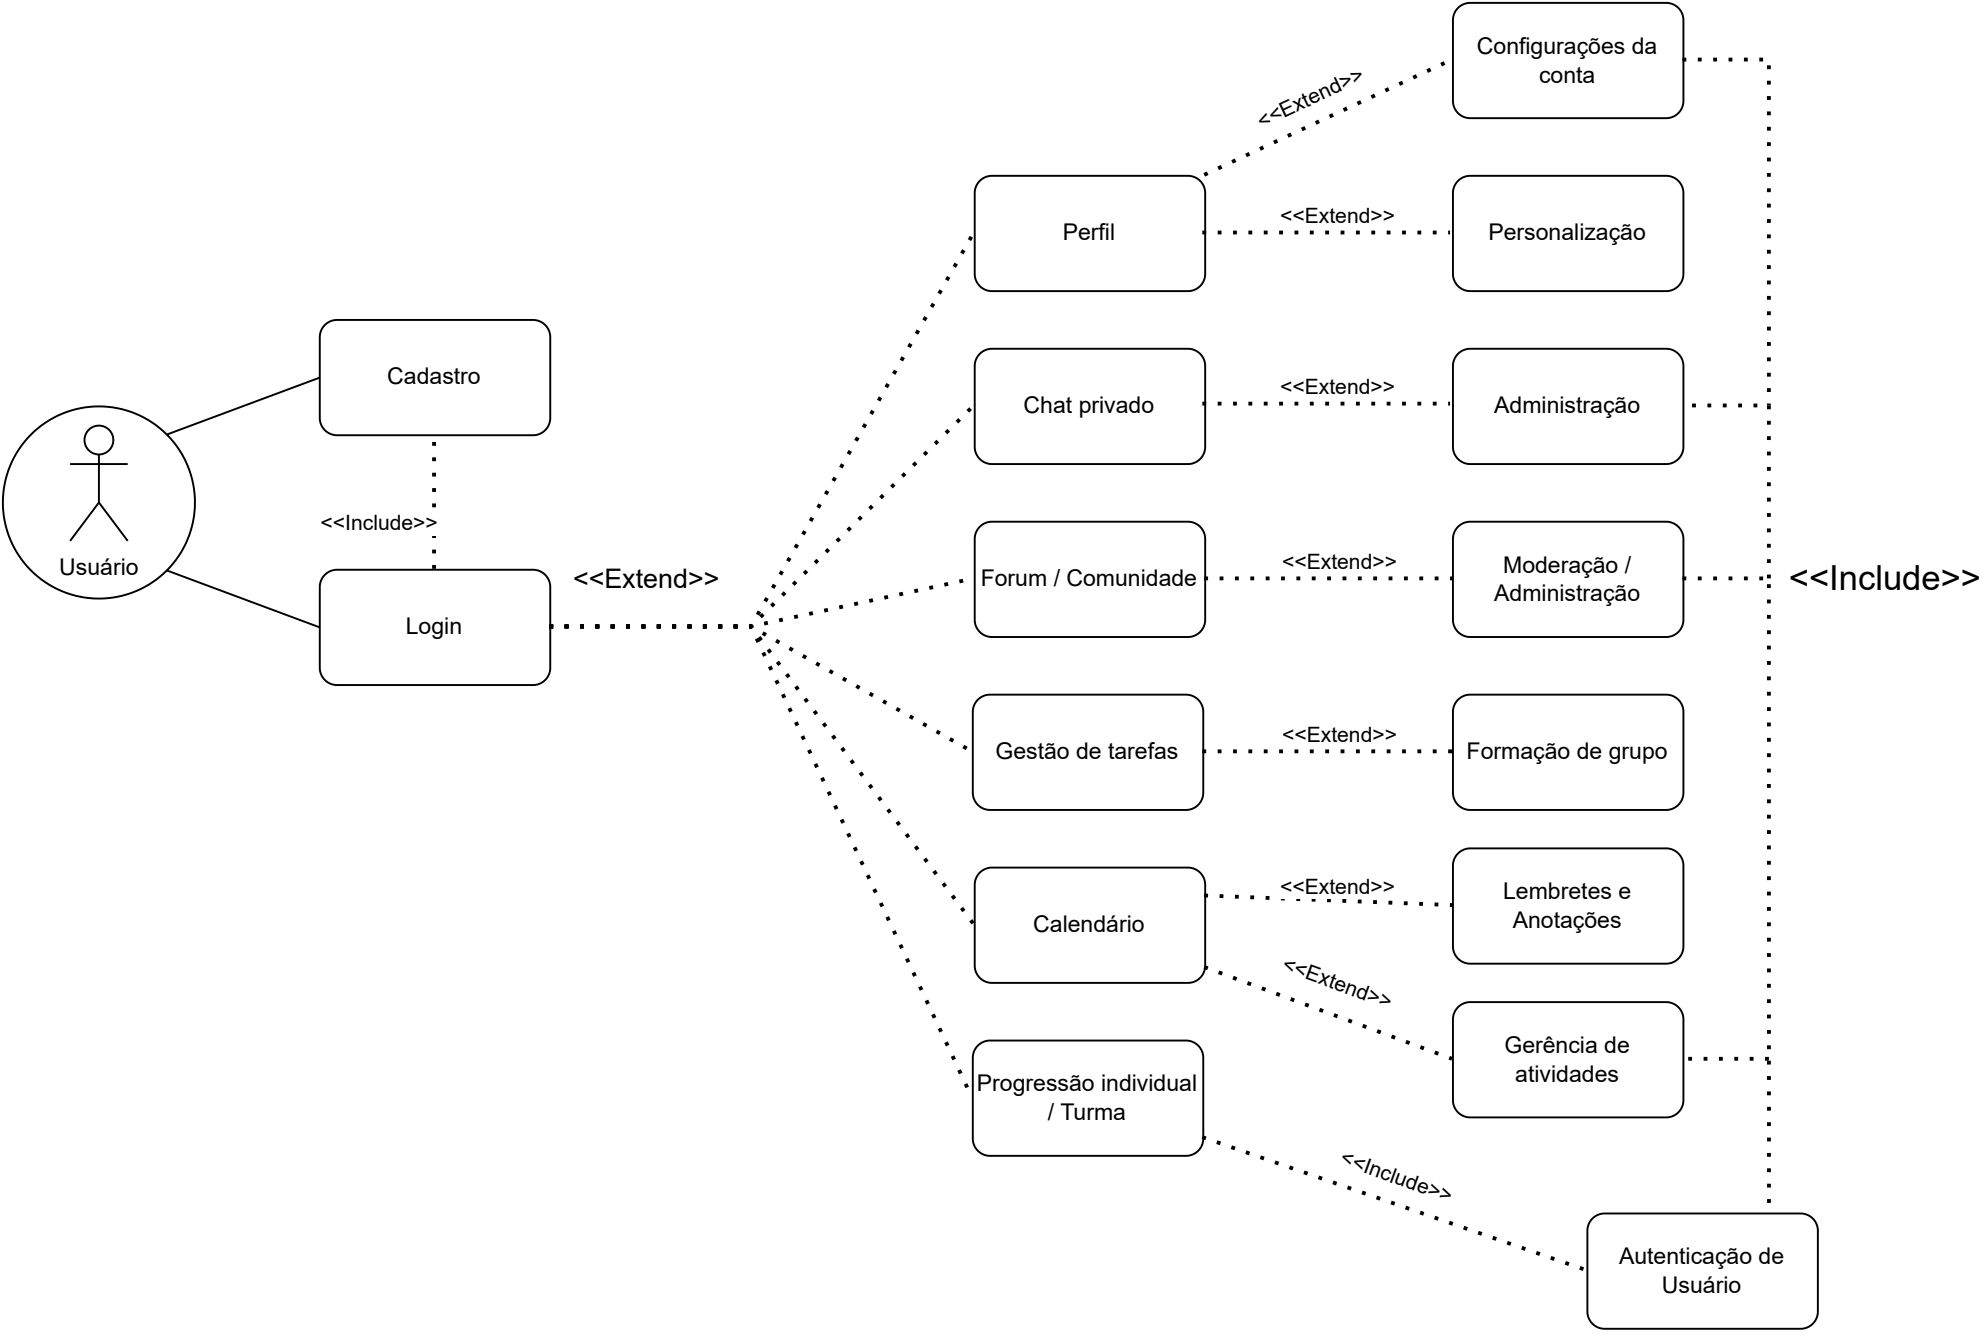 Configurações da
conta
<<Extend>>
Perfil
<<Extend>>
Personalização
Cadastro
Chat privado
<<Extend>>
Administração
Usuário
<<Include>>
Login
<<Extend>>
Forum / Comunidade
<<Extend>>
Moderação /
Administração
<<Include>>
Gestão de tarefas
<<Extend>>
Formação de grupo
Calendário
<<Extend>>
Lembretes e
Anotações
<<Extend>>
Gerência de
atividades
Progressão individual
/ Turma
<<Include>>
Autenticação de
Usuário